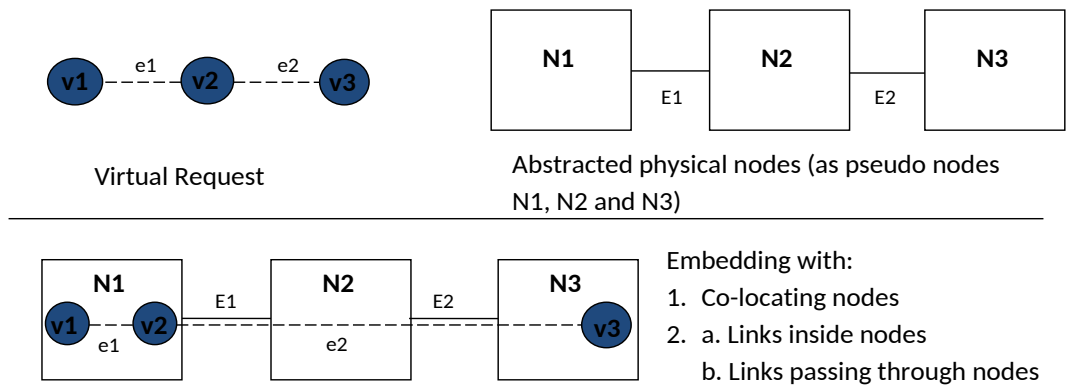 v1 e1 v2 e2 v3
N1 E1 N2 E2 N3
Virtual Request
Abstracted physical nodes (as pseudo nodes
N1, N2 and N3)
N1 E1 N2 E2 N3
v1 e1 v2 e2 v3
Embedding with:
1. Co-locating nodes
2. a. Links inside nodes
b. Links passing through nodes